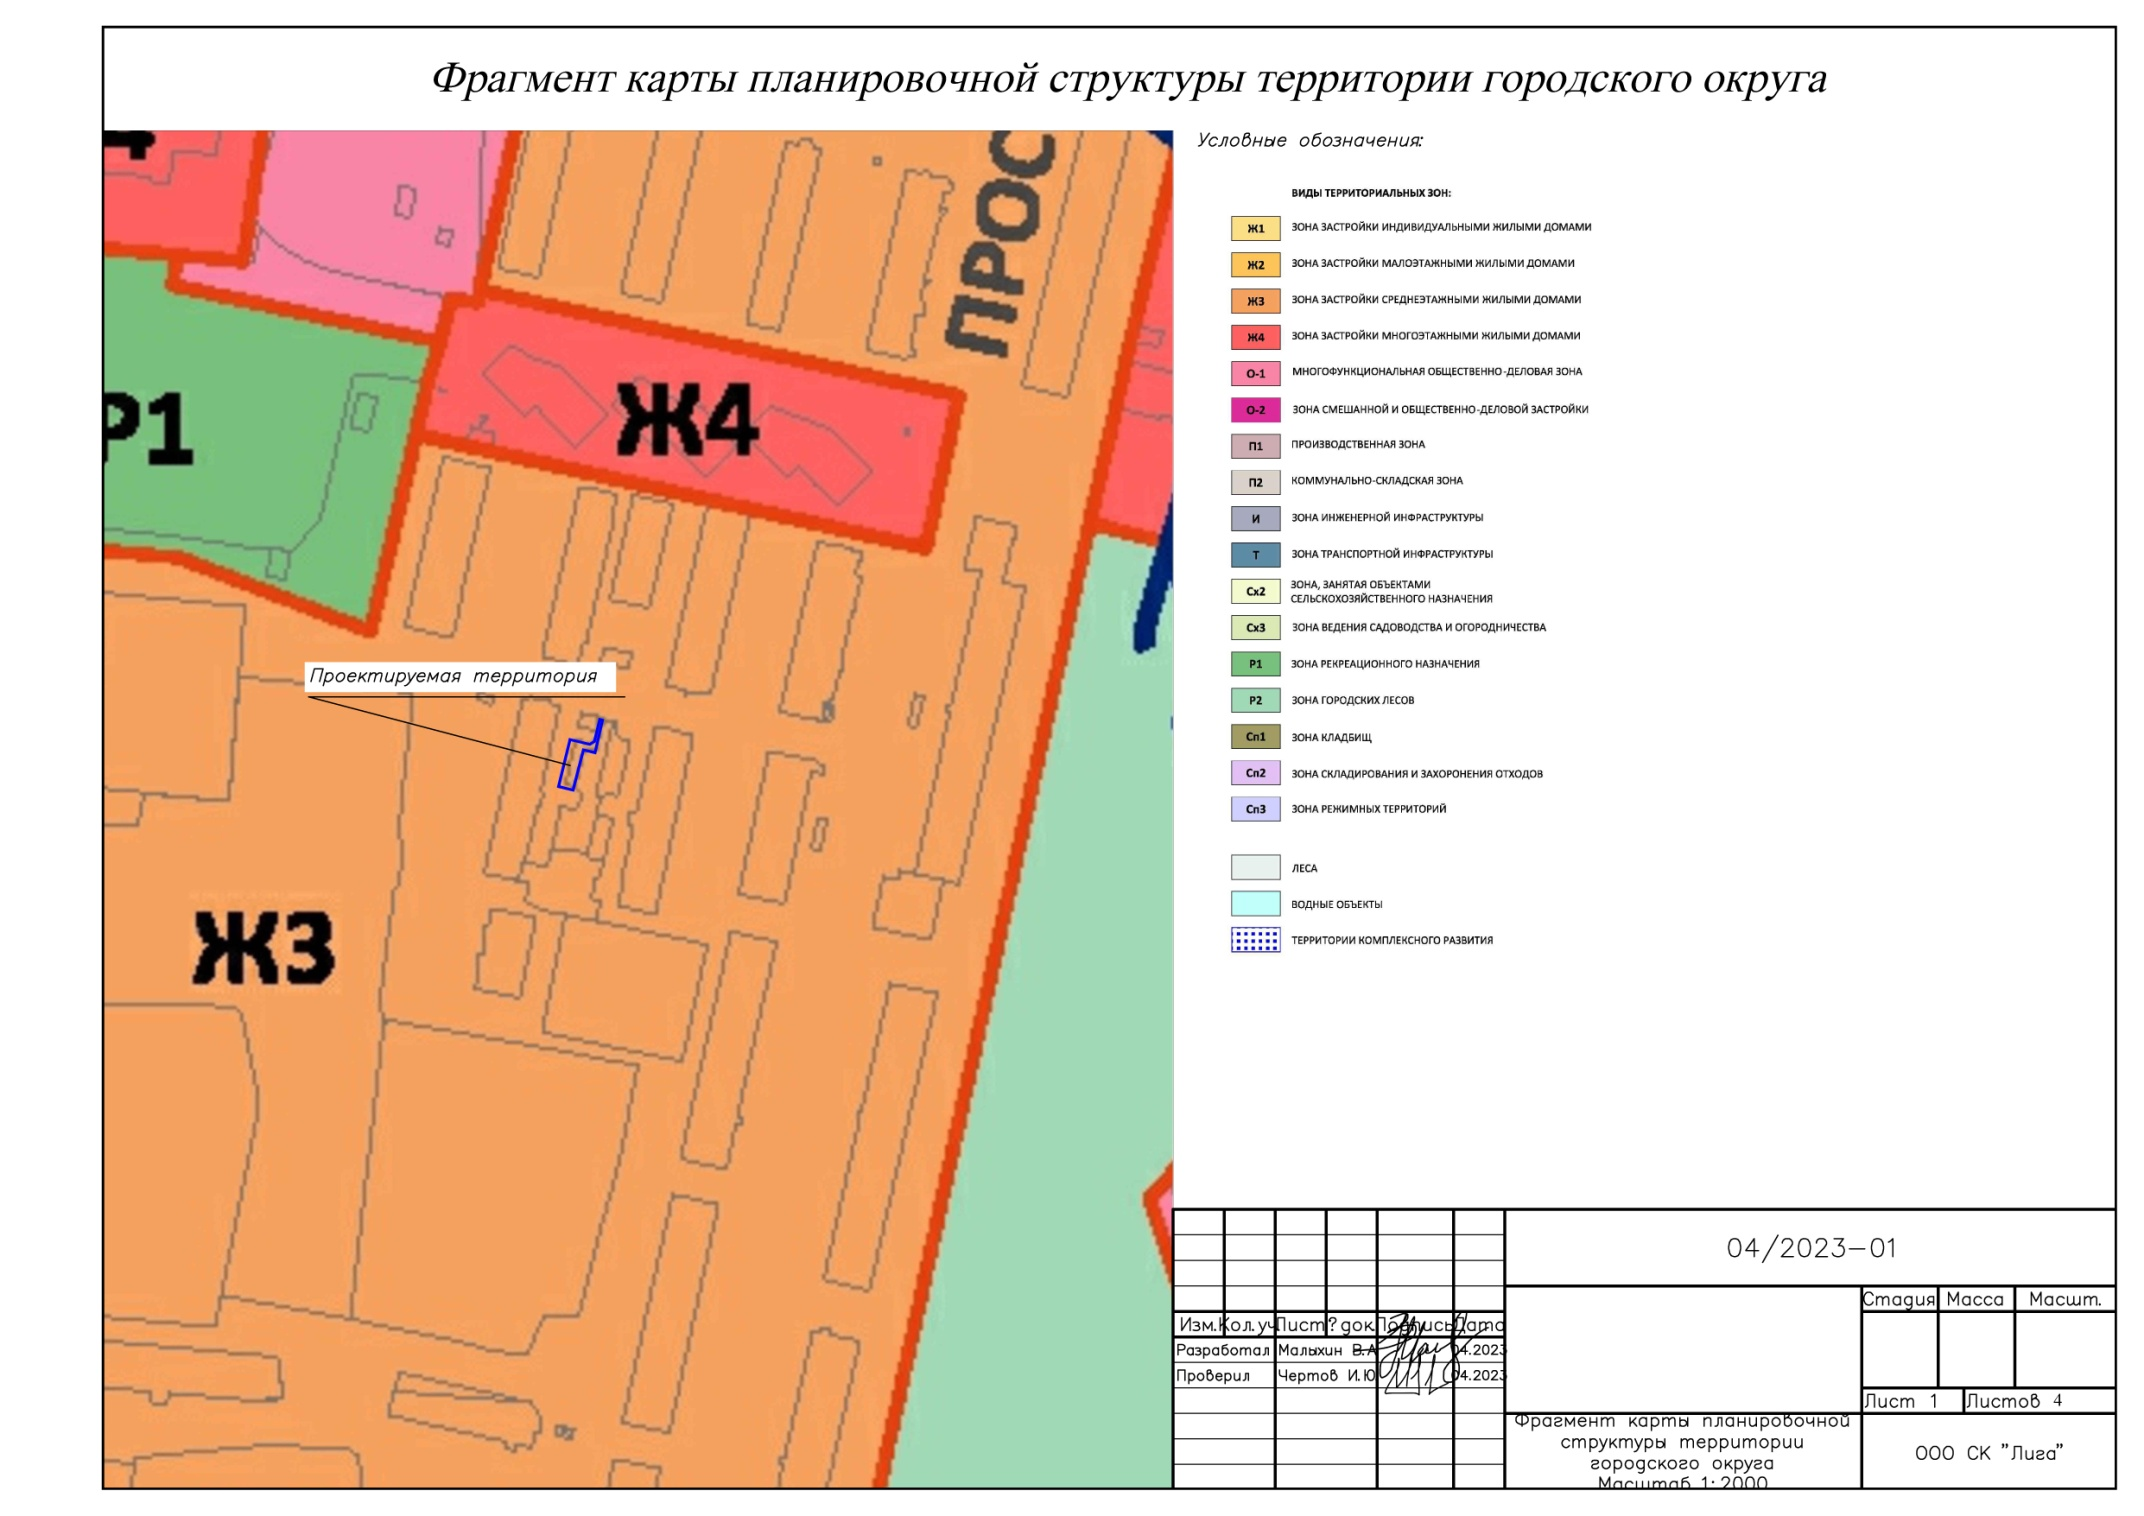 Фрагмент карты планировочной структуры территории городского округа
Условные обозначения:
ВИДЫ ТЕРРИТОРИАЛЬНЫХ ЗОН:
Ж1 ЗОНА ЗАСТРОЙКИ ИНДИВИДУАЛЬНЫМИ ЖИЛЫМИ ДОМАМИ
Ж2 ЗОНА ЗАСТРОЙКИ МАЛОЭТАЖНЫМИ ЖИЛЫМИ ДОМАМИ
Ж3 ЗОНА ЗАСТРОЙКИ СРЕДНЕЭТАЖНЫМИ ЖИЛЫМИ ДОМАМИ
Ж4 ЗОНА ЗАСТРОЙКИ МНОГОЭТАЖНЫМИ ЖИЛЫМИ ДОМАМИ
О-1 МНОГОФУНКЦИОНАЛЬНАЯ ОБЩЕСТВЕННО-ДЕЛОВАЯ ЗОНА
О-2 ЗОНА СМЕШАННОЙ И ОБЩЕСТВЕННО-ДЕЛОВОЙ ЗАСТРОЙКИ
П1 ПРОИЗВОДСТВЕННАЯ ЗОНА
П2 КОММУНАЛЬНО-СКЛАДСКАЯ ЗОНА
И ЗОНА ИНЖЕНЕРНОЙ ИНФРАСТРУКТУРЫ
Т ЗОНА ТРАНСПОРТНОЙ ИНФРАСТРУКТУРЫ
Сх2 ЗОНА, ЗАНЯТАЯ ОБЪЕКТАМИ
СЕЛЬСКОХОЗЯЙСТВЕННОГО НАЗНАЧЕНИЯ
Сх3 ЗОНА ВЕДЕНИЯ САДОВОДСТВА И ОГОРОДНИЧЕСТВА
Р1 ЗОНА РЕКРЕАЦИОННОГО НАЗНАЧЕНИЯ
Р2 ЗОНА ГОРОДСКИХ ЛЕСОВ
Сп1 ЗОНА КЛАДБИЩ
Сп2 ЗОНА СКЛАДИРОВАНИЯ И ЗАХОРОНЕНИЯ ОТХОДОВ
Сп3 ЗОНА РЕЖИМНЫХ ТЕРРИТОРИЙ
ЛЕСА
ВОДНЫЕ ОБЪЕКТЫ
ТЕРРИТОРИИ КОМПЛЕКСНОГО РАЗВИТИЯ
ПРОС
Ж4
Р1
Проектируемая территория
Ж3
04/2023-01
Стадия Масса Масшт.
Изм. Кол.уч Лист ? док. Подпись Дата
Разработал Малыхин В.А 04.2023
Проверил Чертов И.Ю 04.2023
Лист 1 Листов 4
Фрагмент карты планировочной
структуры территории
городского округа
Масштаб 1:2000
ООО СК "Лига"